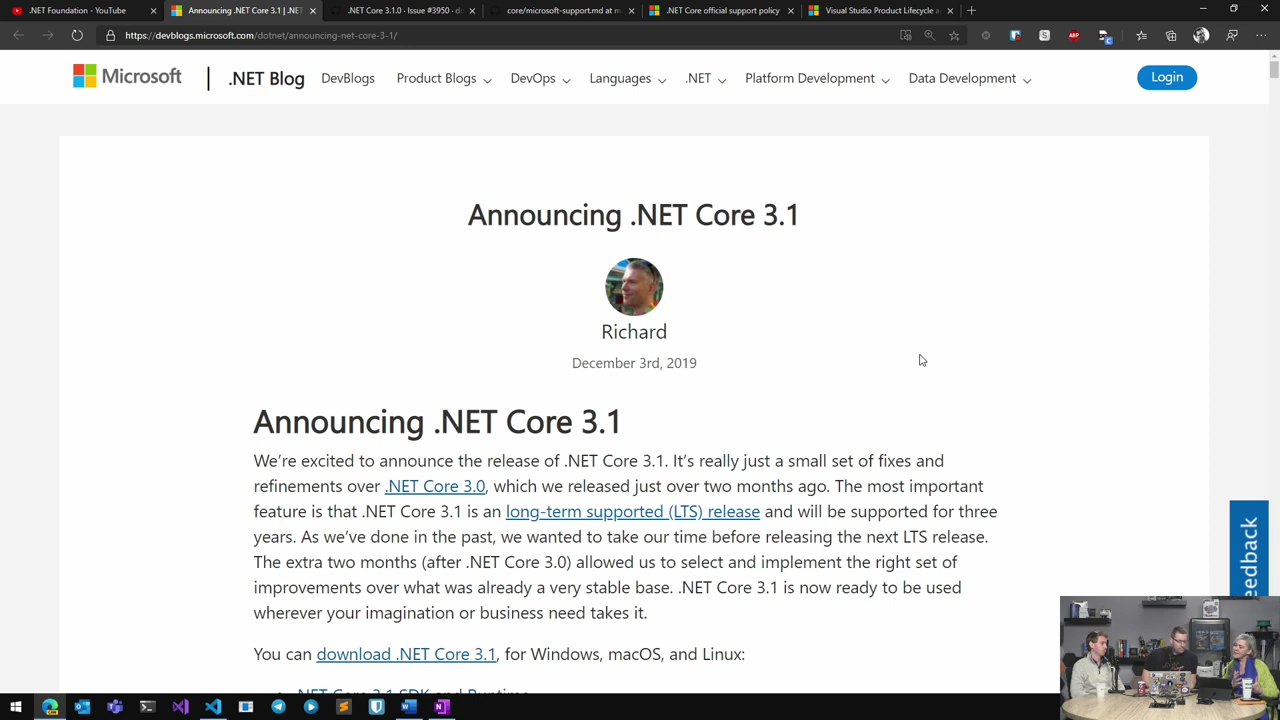 .NET Foundation - YouTube
Announcing .NET Core 3.1 | .NET
.NET Core 3.1.0 - Issue #3950 - d
core/microsoft-support.md at m
.NET Core official support policy
Visual Studio Product Lifecycle a
https://devblogs.microsoft.com/dotnet/announcing-net-core-3-1/
ABP
Microsoft
.NET Blog
DevBlogs
Product Blogs
DevOps
Languages
.NET
Platform Development
Data Development
Login
Announcing .NET Core 3.1
Richard
December 3rd, 2019
Announcing .NET Core 3.1
We're excited to announce the release of .NET Core 3.1. It's really just a small set of fixes and
refinements over .NET Core 3.0, which we released just over two months ago. The most important
feature is that .NET Core 3.1 is an long-term supported (LTS) release and will be supported for three
years. As we've done in the past, we wanted to take our time before releasing the next LTS release.
The extra two months (after .NET Core 3.0) allowed us to select and implement the right set of
improvements over what was already a very stable base. .NET Core 3.1 is now ready to be used
wherever your imagination or business need takes it.
You can download .NET Core 3.1, for Windows, macOS, and Linux:
.NET Core 3.1 SDK and Runtime
eedback